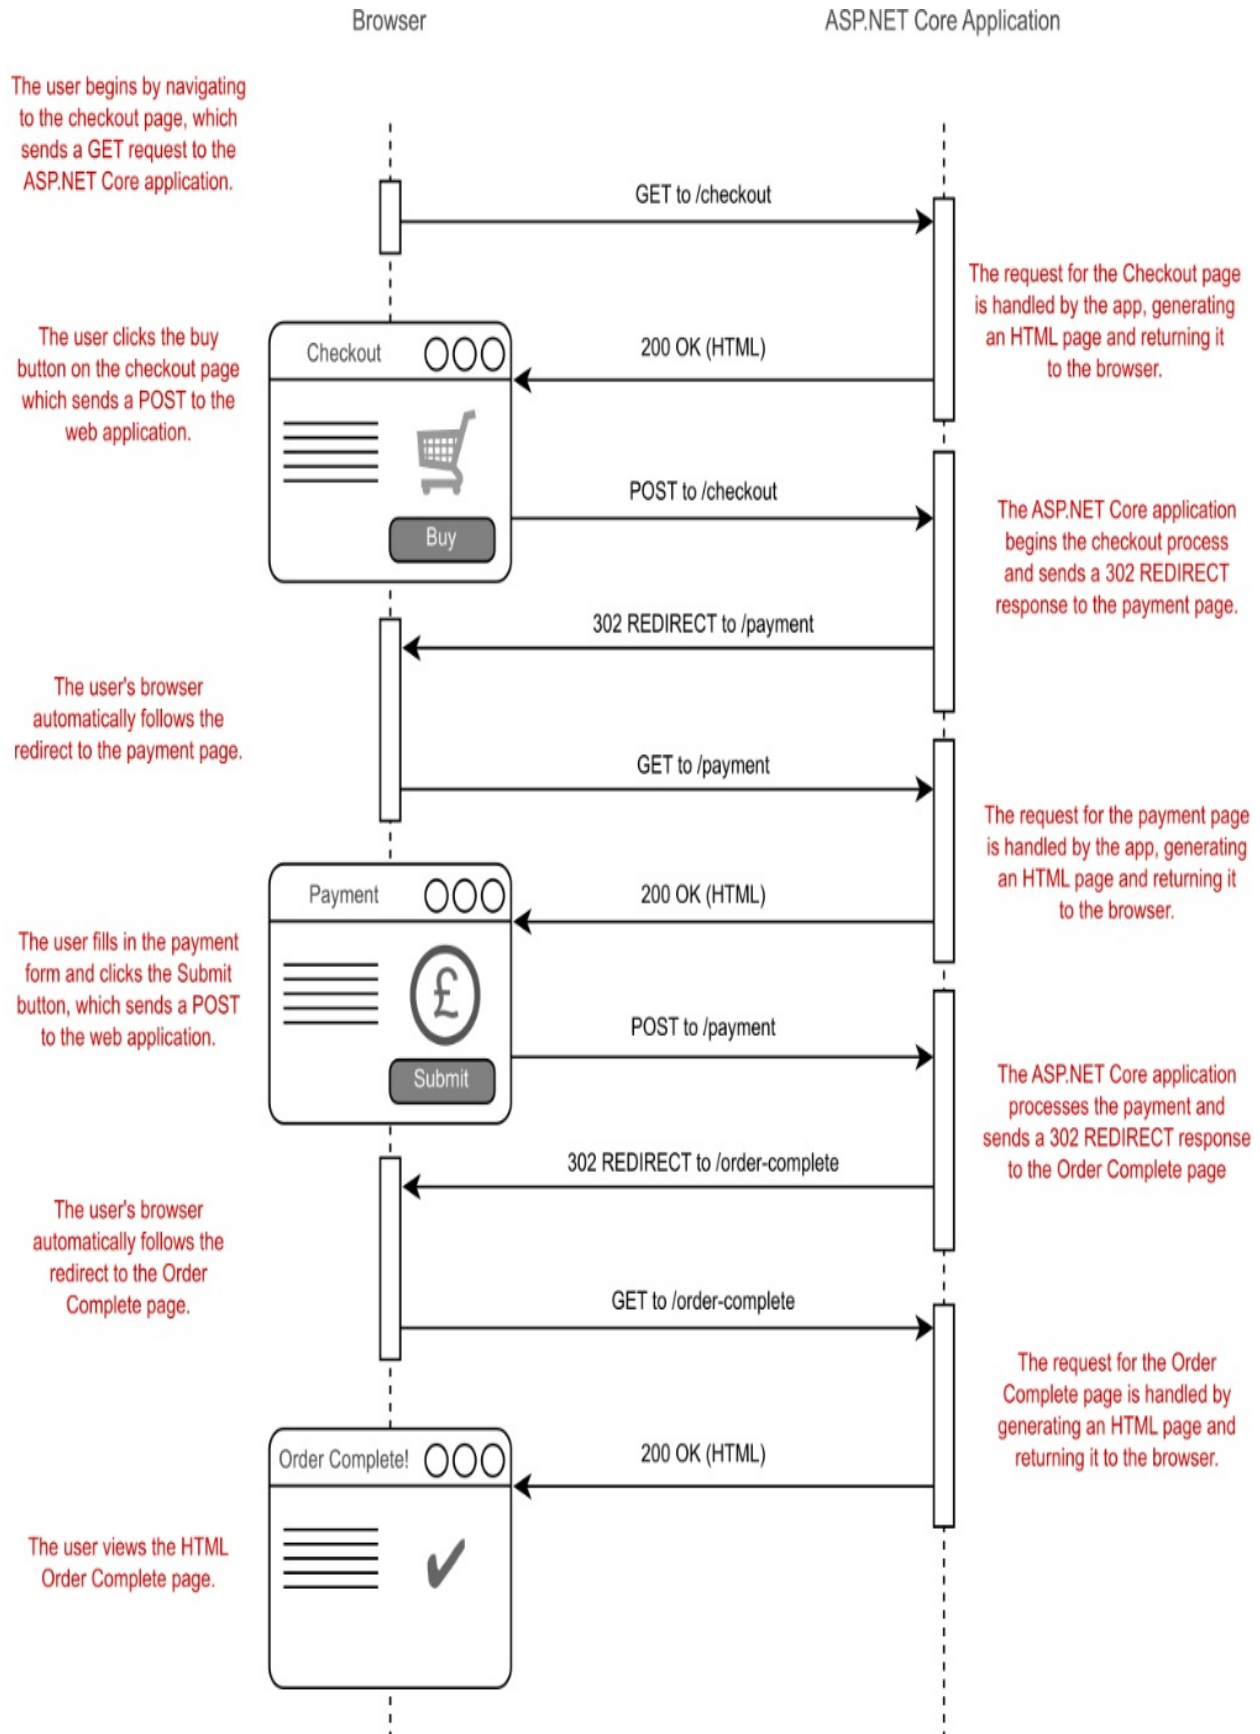 Browser
ASP.NET Core Application
The user begins by navigating
to the checkout page, which
sends a GET request to the
ASP.NET Core application.
GET to /checkout
The request for the Checkout page
is handled by the app, generating
an HTML page and returning it
to the browser.
The user clicks the buy
button on the checkout page
which sends a POST to the
web application.
Checkout
200 OK (HTML)
POST to /checkout
Buy
The ASP.NET Core application
begins the checkout process
and sends a 302 REDIRECT
response to the payment page.
302 REDIRECT to /payment
The user's browser
automatically follows the
redirect to the payment page.
GET to /payment
The request for the payment page
is handled by the app, generating
an HTML page and returning it
to the browser.
Payment
200 OK (HTML)
The user fills in the payment
form and clicks the Submit
button, which sends a POST
to the web application.
£
POST to /payment
Submit
The ASP.NET Core application
processes the payment and
sends a 302 REDIRECT response
to the Order Complete page
302 REDIRECT to /order-complete
The user's browser
automatically follows the
redirect to the Order
Complete page.
GET to /order-complete
The request for the Order
Complete page is handled by
generating an HTML page and
returning it to the browser.
Order Complete!
200 OK (HTML)
The user views the HTML
Order Complete page.